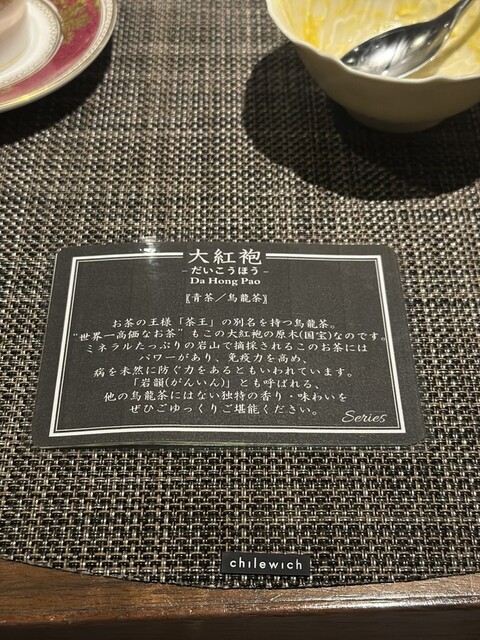 大紅袍
-だいこうほう-
Da Hong Pao
〖青茶/烏龍茶〗
お茶の王様「茶王」の別名を持つ烏龍茶。
“世界一高価なお茶” もこの大紅袍の原木(国宝)なのです。
ミネラルたっぷりの岩山で摘採されるこのお茶には
パワーがあり、免疫力を高め、
病を未然に防ぐ力をあるともいわれています。
「岩韻(がんいん)」とも呼ばれる、
他の烏龍茶にはない独特の香り・味わいを
ぜひごゆっくりご堪能ください。
Series
chilewich